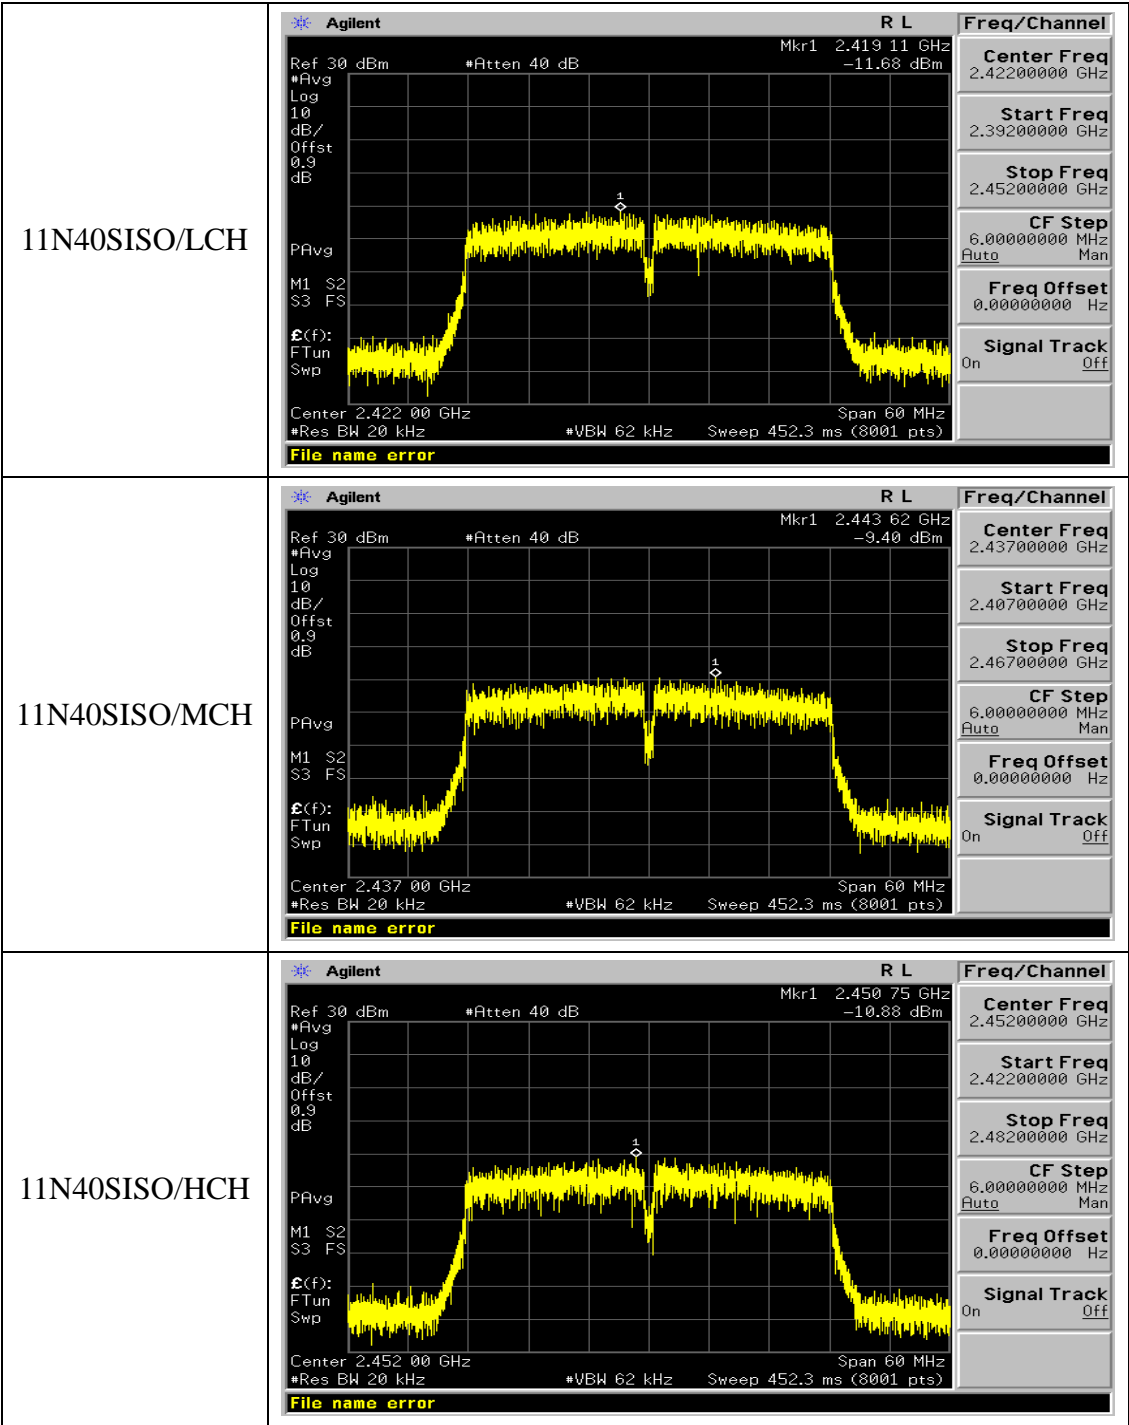 11N40SISO/LCH
Agilent
R L
Freq/Channel
Mkr1 2.419 11 GHz
Ref 30 dBm #Atten 40 dB -11.68 dBm
#Avg
Log
10
dB/
Offst
0.9
dB
PAvg
M1 S2
S3 FS
£(f):
FTun
Swp
1
Center 2.422 00 GHz Span 60 MHz
#Res BW 20 kHz #VBW 62 kHz Sweep 452.3 ms (8001 pts)
File name error
Center Freq
2.42200000 GHz
Start Freq
2.39200000 GHz
Stop Freq
2.45200000 GHz
CF Step
6.00000000 MHz
Auto Man
Freq Offset
0.00000000 Hz
Signal Track
On Off
11N40SISO/MCH
Agilent
R L
Freq/Channel
Mkr1 2.443 62 GHz
Ref 30 dBm #Atten 40 dB -9.40 dBm
#Avg
Log
10
dB/
Offst
0.9
dB
PAvg
M1 S2
S3 FS
£(f):
FTun
Swp
1
Center 2.437 00 GHz Span 60 MHz
#Res BW 20 kHz #VBW 62 kHz Sweep 452.3 ms (8001 pts)
File name error
Center Freq
2.43700000 GHz
Start Freq
2.40700000 GHz
Stop Freq
2.46700000 GHz
CF Step
6.00000000 MHz
Auto Man
Freq Offset
0.00000000 Hz
Signal Track
On Off
11N40SISO/HCH
Agilent
R L
Freq/Channel
Mkr1 2.450 75 GHz
Ref 30 dBm #Atten 40 dB -10.88 dBm
#Avg
Log
10
dB/
Offst
0.9
dB
PAvg
M1 S2
S3 FS
£(f):
FTun
Swp
1
Center 2.452 00 GHz Span 60 MHz
#Res BW 20 kHz #VBW 62 kHz Sweep 452.3 ms (8001 pts)
File name error
Center Freq
2.45200000 GHz
Start Freq
2.42200000 GHz
Stop Freq
2.48200000 GHz
CF Step
6.00000000 MHz
Auto Man
Freq Offset
0.00000000 Hz
Signal Track
On Off